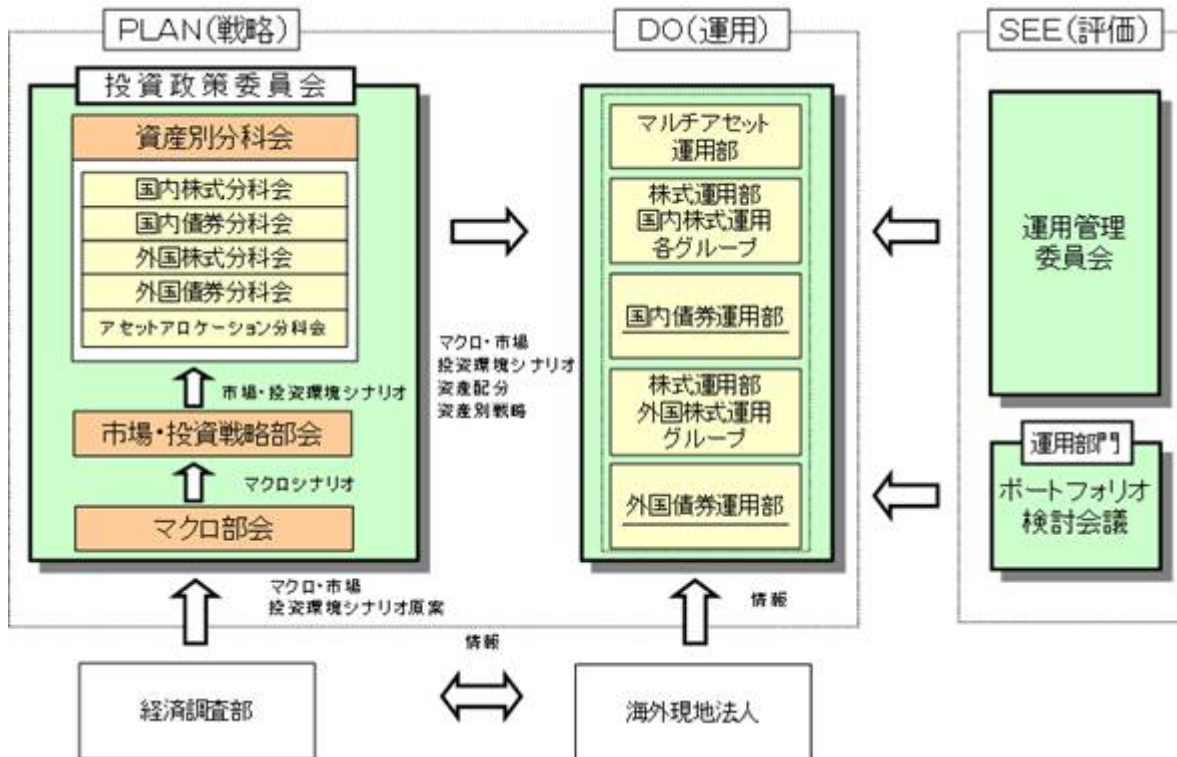 PLAN(戦略)
投資政策委員会
資産別分科会
国内株式分科会
国内債券分科会
外国株式分科会
外国債券分科会
アセットアロケーション分科会
市場・投資環境シナリオ
市場・投資戦略部会
マクロシナリオ
マクロ部会
マクロ・市場
投資環境シナリオ原案
経済調査部
マクロ・市場
投資環境シナリオ
資産配分
資産別戦略
情報
DO(運用)
マルチアセット
運用部
株式運用部
国内株式運用
各グループ
国内債券運用部
株式運用部
外国株式運用
グループ
外国債券運用部
情報
海外現地法人
SEE(評価)
運用管理
委員会
運用部門
ポートフォリオ
検討会議